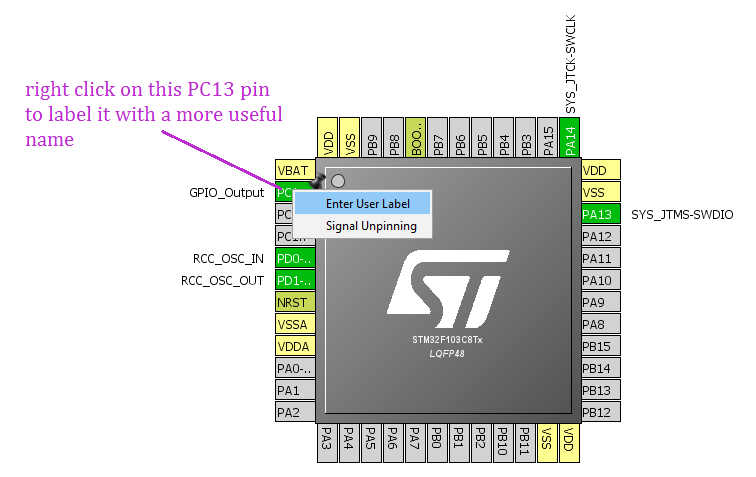 SYS_JTCK-SWCLK
right click on this PC13 pin
to label it with a more useful
name
VDD
VSS
PB9
PB8
BOO..
PB7
PB6
PB5
PB4
PB3
PA15
PA14
VBAT
GPIO_Output
Enter User Label
Signal Unpinning
RCC_OSC_IN
PD0-..
RCC_OSC_OUT
PD1-..
NRST
VSSA
VDDA
PA0-..
PA1
PA2
ST
STM32F103C8Tx
LQFP48
VDD
VSS
PA13
SYS_JTMS-SWDIO
PA12
PA11
PA10
PA9
PA8
PB15
PB14
PB13
PB12
PA3
PA4
PA5
PA6
PA7
PB0
PB1
PB2
PB10
PB11
VSS
VDD